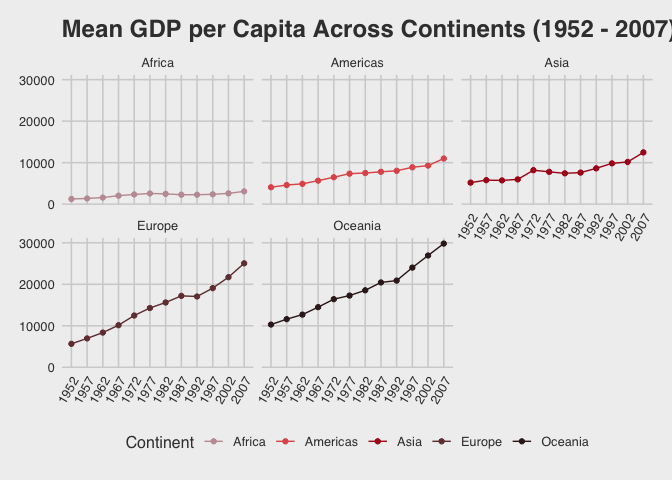 Mean GDP per Capita Across Continents (1952 - 2007)
Africa Americas Asia
30000
20000
10000
0
1952 1957 1962 1967 1972 1977 1982 1987 1992 1997 2002 2007
Europe Oceania
30000
20000
10000
0
1952 1957 1962 1967 1972 1977 1982 1987 1992 1997 2002 2007 1952 1957 1962 1967 1972 1977 1982 1987 1992 1997 2002 2007
Continent Africa Americas Asia Europe Oceania